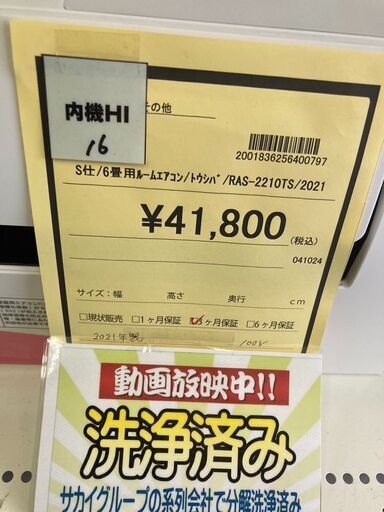 内機HI
16
その他
2001836256400797
S仕/6畳用ﾙｰﾑエアコン/ﾄｳｼﾊﾞ/RAS-2210TS/2021
¥41,800
(税込)
041024
サイズ:幅 高さ 奥行 cm
□現状販売 □1ヶ月保証 ☑3ヶ月保証 □6ヶ月保証
2021年製 100V
動画放映中!!
洗浄済み
サカイグループの系列会社で分解洗浄済み